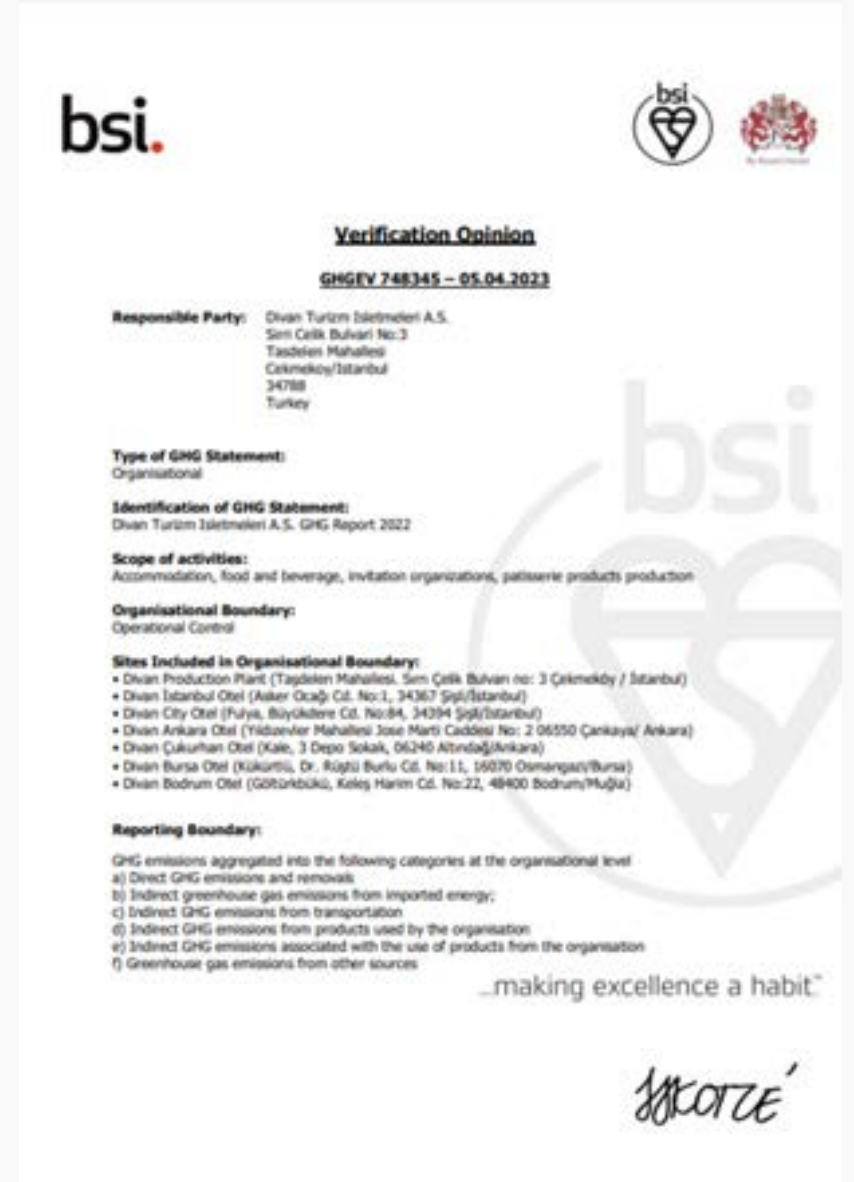 bsi.
bsi
By Royal Charter
Verification Opinion
GHGEV 748345 – 05.04.2023
Responsible Party: Divan Turizm Isletmeleri A.S.
Sirri Celik Bulvari No:3
Tasdelen Mahallesi
Cekmekoy/Istanbul
34788
Turkey
bsi
Type of GHG Statement:
Organisational
Identification of GHG Statement:
Divan Turizm Isletmeleri A.S. GHG Report 2022
Scope of activities:
Accommodation, food and beverage, invitation organizations, patisserie products production
Organisational Boundary:
Operational Control
Sites Included in Organisational Boundary:
• Divan Production Plant (Taşdelen Mahallesi. Sırrı Çelik Bulvarı no: 3 Çekmeköy / İstanbul)
• Divan İstanbul Otel (Asker Ocağı Cd. No:1, 34367 Şişli/İstanbul)
• Divan City Otel (Fulya, Büyükdere Cd. No:84, 34394 Şişli/İstanbul)
• Divan Ankara Otel (Yıldızevler Mahallesi Jose Marti Caddesi No: 2 06550 Çankaya/ Ankara)
• Divan Çukurhan Otel (Kale, 3 Depo Sokak, 06240 Altındağ/Ankara)
• Divan Bursa Otel (Kükürtlü, Dr. Rüştü Burlu Cd. No:11, 16070 Osmangazi/Bursa)
• Divan Bodrum Otel (Göltürkbükü, Keleş Harım Cd. No:22, 48400 Bodrum/Muğla)
Reporting Boundary:
GHG emissions aggregated into the following categories at the organisational level
a) Direct GHG emissions and removals
b) Indirect greenhouse gas emissions from imported energy;
c) Indirect GHG emissions from transportation
d) Indirect GHG emissions from products used by the organisation
e) Indirect GHG emissions associated with the use of products from the organisation
f) Greenhouse gas emissions from other sources
...making excellence a habit.™